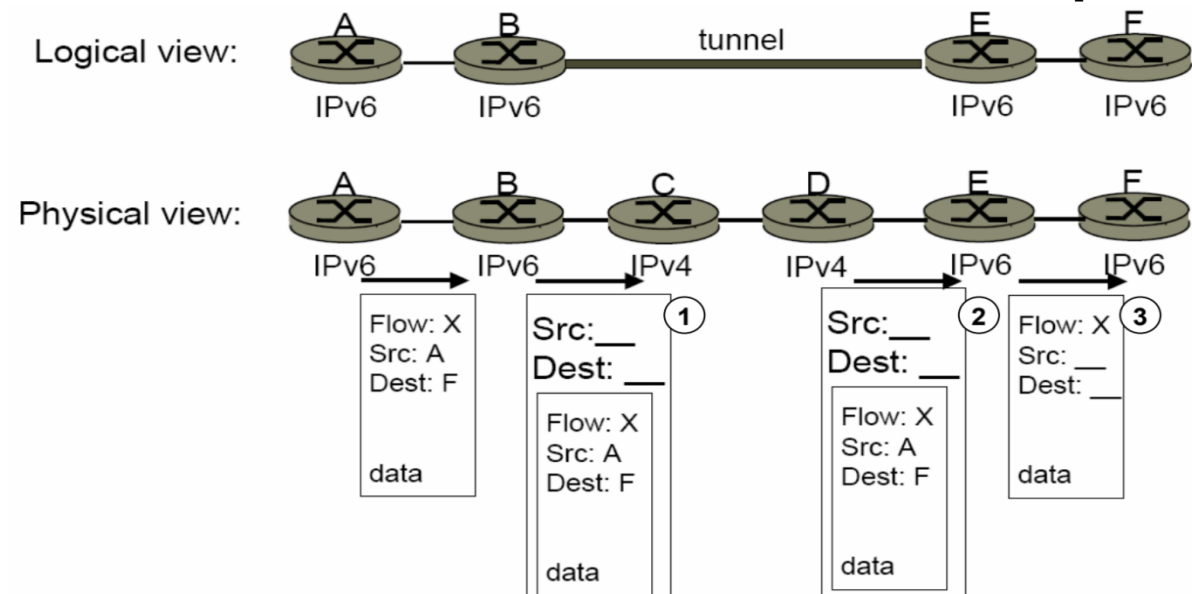 Logical view:
A
B
tunnel
E
F
IPv6
IPv6
IPv6
IPv6
Physical view:
A
B
C
D
E
F
IPv6
IPv6
IPv4
IPv4
IPv6
IPv6
Flow: X
Src: A
Dest: F
data
1
Src:__
Dest: __
Flow: X
Src: A
Dest: F
data
2
Src:__
Dest: __
Flow: X
Src: A
Dest: F
data
3
Flow: X
Src: __
Dest: __
data